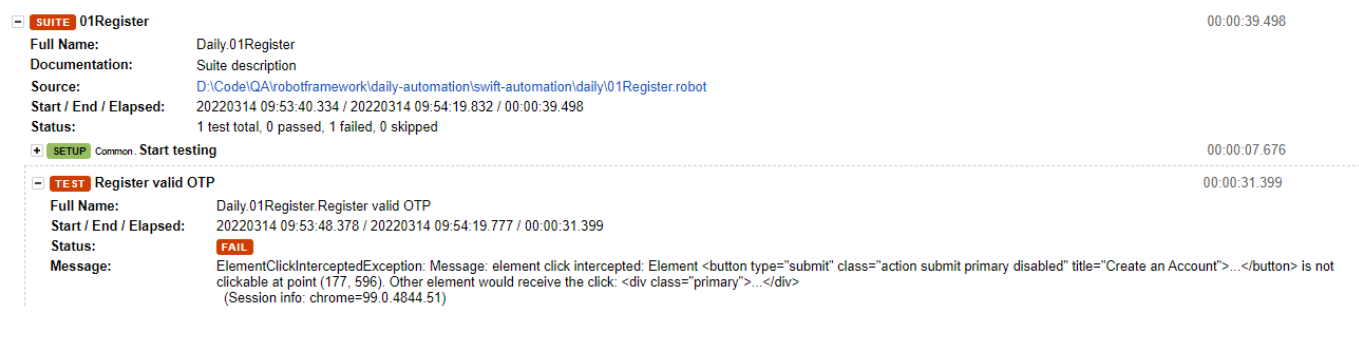 SUITE 01Register 00:00:39.498
Full Name: Daily.01Register
Documentation: Suite description
Source: D:\Code\QA\robotframework\daily-automation\swift-automation\daily\01Register.robot
Start / End / Elapsed: 20220314 09:53:40.334 / 20220314 09:54:19.832 / 00:00:39.498
Status: 1 test total, 0 passed, 1 failed, 0 skipped
SETUP Common. Start testing 00:00:07.676
TEST Register valid OTP 00:00:31.399
Full Name: Daily.01Register.Register valid OTP
Start / End / Elapsed: 20220314 09:53:48.378 / 20220314 09:54:19.777 / 00:00:31.399
Status: FAIL
Message: ElementClickInterceptedException: Message: element click intercepted: Element <button type="submit" class="action submit primary disabled" title="Create an Account">...</button> is not
clickable at point (177, 596). Other element would receive the click: <div class="primary">...</div>
(Session info: chrome=99.0.4844.51)